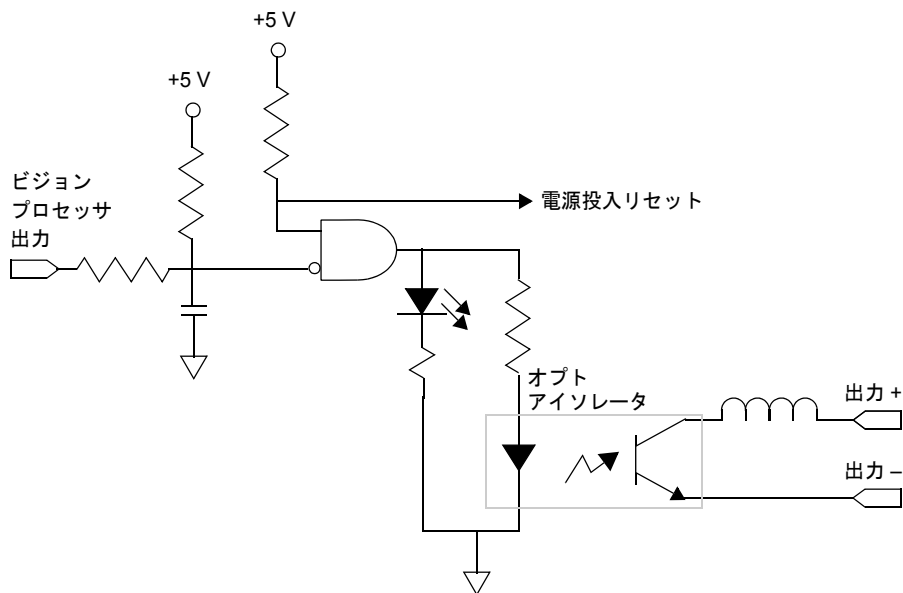 +5 V
+5 V
ビジョン
プロセッサ
出力
電源投入リセット
オプト
アイソレータ
出力 +
出力 –